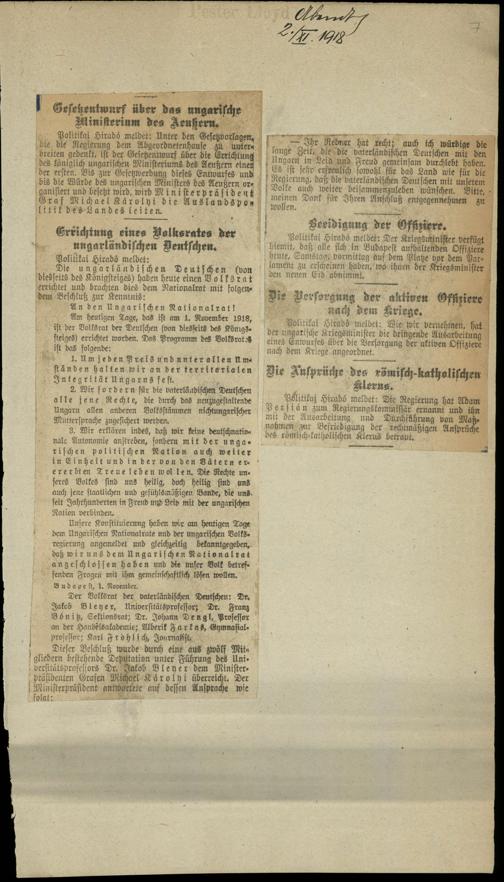 Pester Lloyd
Abendb
2./XI. 1918
7
Gesetzentwurf über das ungarische
Ministerium des Aeußern.
Politikai Hiradó meldet: Unter den Gesetzvorlagen,
die die Regierung dem Abgeordnetenhause zu unter-
breiten gedenkt, ist der Gesetzentwurf über die Errichtung
des königlich ungarischen Ministeriums des Aeußern einer
der ersten. Bis zur Gesetzwerdung dieses Entwurfes und
bis die Würde des ungarischen Ministers des Aeußern or-
ganisiert und besetzt wird, wird Ministerpräsident
Graf Michael Károlyi die Auslandspo-
litik des Landes leiten.
Errichtung eines Volksrates der
ungarländischen Deutschen.
Politikai Hiradó meldet:
Die ungarländischen Deutschen (von
diesseits des Königsteiges) haben heute einen Volksrat
errichtet und brachten dies dem Nationalrat mit folgen-
dem Beschluß zur Kenntnis:
An den Ungarischen Nationalrat!
Am heutigen Tage, das ist am 1. November 1918,
ist der Volksrat der Deutschen (von diesseits des Königs-
steiges) errichtet worden. Das Programm des Volksrats
ist das folgende:
1. Um jeden Preis und unter allen Um-
ständen halten wir an der territorialen
Integrität Ungarns fest.
2. Wir fordern für die vaterländischen Deutschen
alle jene Rechte, die durch das neuzugestaltende
Ungarn allen anderen Volksstämmen nichtungarischer
Muttersprache zugesichert werden.
3. Wir erklären indes, daß wir keine deutschnatio-
nale Autonomie anstreben, sondern mit der unga-
rischen politischen Nation auch weiter
in Einheit und in der von den Vätern er-
ererbten Treue leben wollen. Die Rechte un-
seres Volkes sind uns heilig, doch heilig sind uns
auch jene staatlichen und gefühlsmäßigen Bande, die uns
seit Jahrhunderten in Freud und Leid mit der ungarischen
Nation verbinden.
Unsere Konstituierung haben wir am heutigen Tage
dem Ungarischen Nationalrate und der ungarischen Volks-
regierung angemeldet und gleichzeitig bekanntgegeben,
daß wir uns dem Ungarischen Nationalrat
angeschlossen haben und die unser Volk betref-
fenden Fragen mit ihm gemeinschaftlich lösen wollen.
Budapest, 1. November.
Der Volksrat der vaterländischen Deutschen: Dr.
Jakob Bleyer, Universitätsprofessor; Dr. Franz
Bönitz, Sektionsrat; Dr. Johann Dengl, Professor
an der Handelsakademie; Alberik Farkas, Gymnasial-
professor; Karl Fröhlich, Journalist.
Dieser Beschluß wurde durch eine aus zwölf Mit-
gliedern bestehende Deputation unter Führung des Uni-
versitätsprofessors Dr. Jakob Bleyer dem Minister-
präsidenten Grafen Michael Károlyi überreicht. Der
Ministerpräsident antwortete auf dessen Ansprache wie
folgt:
— Ihr Redner hat recht; auch ich würdige die
lange Zeit, die die vaterländischen Deutschen mit den
Ungarn in Leid und Freud gemeinsam durchlebt haben.
Es ist sehr erfreulich sowohl für das Land wie für die
Regierung, daß die vaterländischen Deutschen mit unserem
Volke auch weiter beisammenzuleben wünschen. Bitte,
meinen Dank für Ihren Anschluß entgegennehmen zu
wollen.
Beeidigung der Offiziere.
Politikai Hiradó meldet: Der Kriegsminister verfügt
hiemit, daß alle sich in Budapest aufhaltenden Offiziere
heute, Samstag, vormittag auf dem Platze vor dem Par-
lament zu erscheinen haben, wo ihnen der Kriegsminister
den neuen Eid abnimmt.
Die Versorgung der aktiven Offiziere
nach dem Kriege.
Politikai Hiradó meldet: Wie wir vernehmen, hat
der ungarische Kriegsminister die dringende Ausarbeitung
eines Entwurfes über die Versorgung der aktiven Offiziere
nach dem Kriege angeordnet.
Die Ansprüche des römisch-katholischen
Klerus.
Politikai Hiradó meldet: Die Regierung hat Adam
Persián zum Regierungskommissär ernannt und ihn
mit der Ausarbeitung und Durchführung von Maß-
nahmen zur Befriedigung der rechtmäßigen Ansprüche
des römisch-katholischen Klerus betraut.